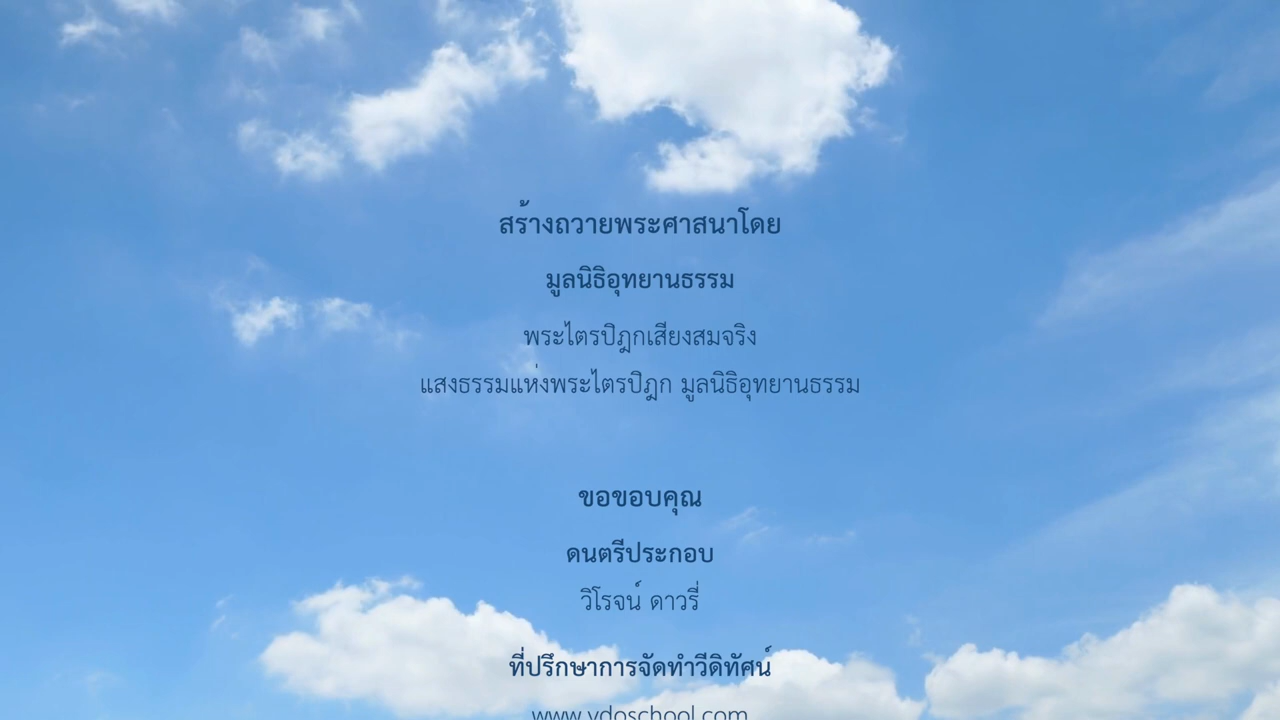 สร้างถวายพระศาสนาโดย
มูลนิธิอุทยานธรรม
พระไตรปิฎกเสียงสมจริง
แสงธรรมแห่งพระไตรปิฎก มูลนิธิอุทยานธรรม
ขอขอบคุณ
ดนตรีประกอบ
วิโรจน์ ดาวรี่
ที่ปรึกษาการจัดทำวีดิทัศน์
www.vdoschool.com